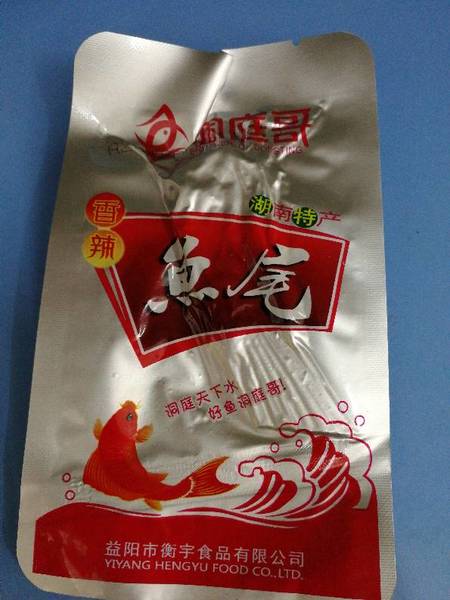 洞庭哥
香辣
湖南特产
鱼尾
洞庭天下水
好鱼洞庭哥!
益阳市衡宇食品有限公司
YIYANG HENGYU FOOD CO.,LTD.